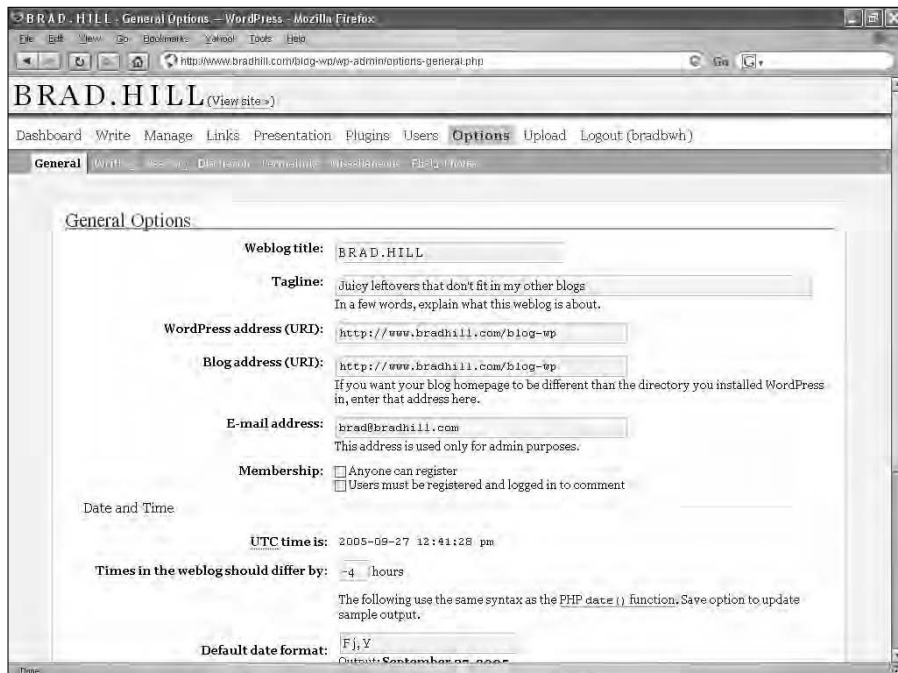 BRAD.HILL - General Options — WordPress - Mozilla Firefox
File Edit View Go Bookmarks Yahoo! Tools Help
http://www.bradhill.com/blog-wp/wp-admin/options-general.php Go
BRAD.HILL (View site »)
Dashboard Write Manage Links Presentation Plugins Users Options Upload Logout (bradbwh)
General Discussion Permalinks Miscellaneous
General Options
Weblog title: BRAD.HILL
Tagline: Juicy leftovers that don't fit in my other blogs
In a few words, explain what this weblog is about.
WordPress address (URI): http://www.bradhill.com/blog-wp
Blog address (URI): http://www.bradhill.com/blog-wp
If you want your blog homepage to be different than the directory you installed WordPress
in, enter that address here.
E-mail address: brad@bradhill.com
This address is used only for admin purposes.
Membership: Anyone can register
Users must be registered and logged in to comment
Date and Time
UTC time is: 2005-09-27 12:41:28 pm
Times in the weblog should differ by: -4 hours
The following use the same syntax as the PHP date() function. Save option to update
sample output.
Default date format: F j, Y
Output: September 27, 2005
Done